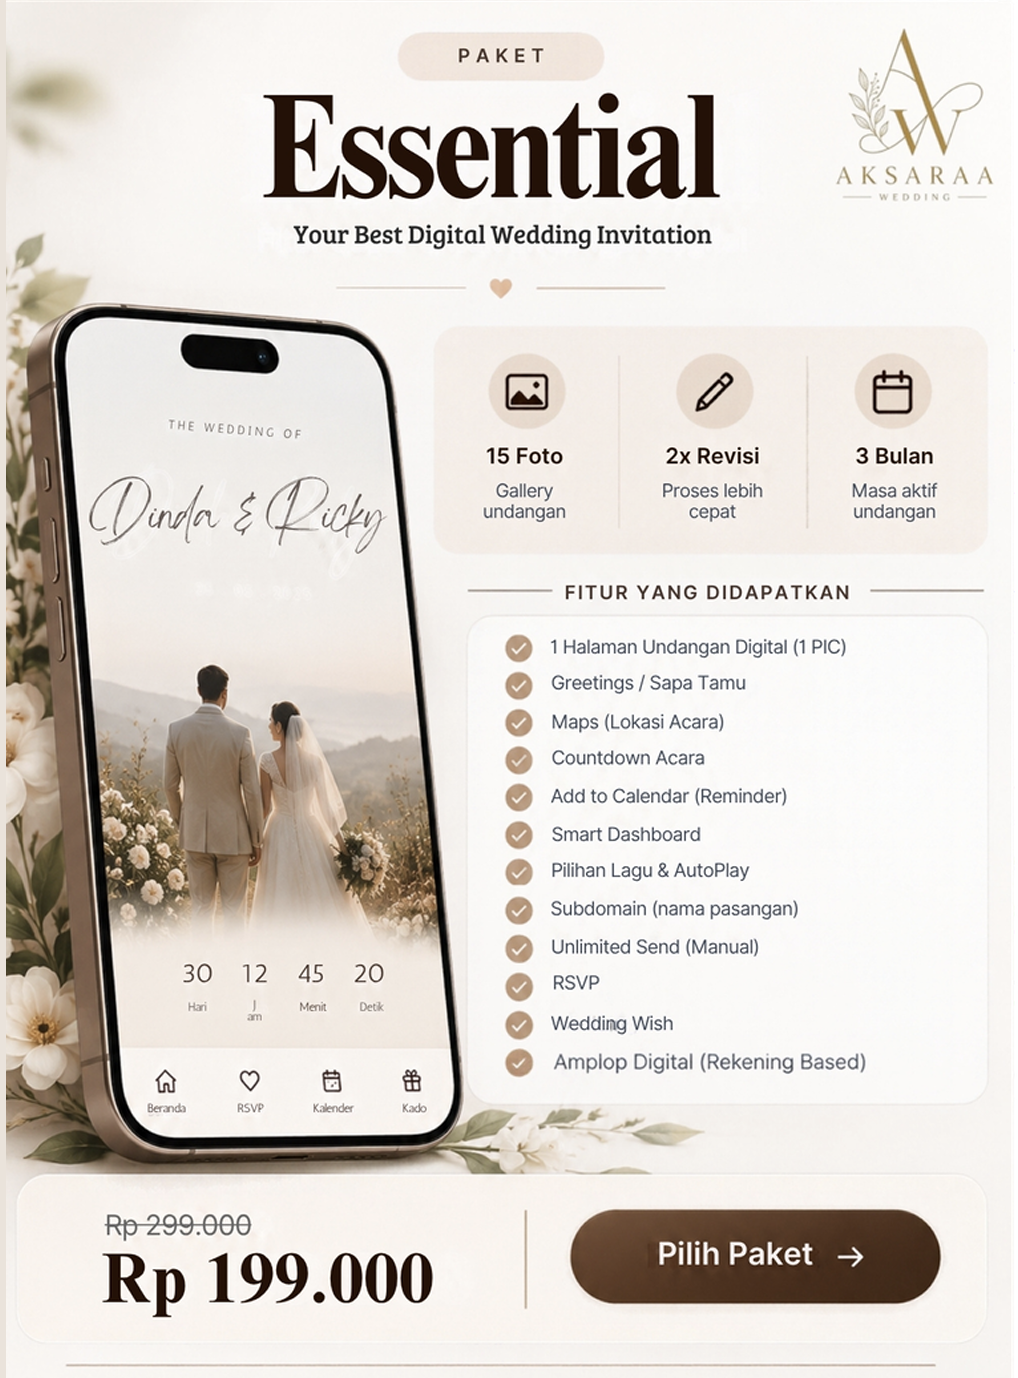 PAKET
Essential
Your Best Digital Wedding Invitation
AW
AKSARAA
WEDDING
THE WEDDING OF
Dinda & Ricky
30 12 45 20
Hari J Menit Detik
am
Beranda RSVP Kalender Kado
15 Foto
Gallery
undangan
2x Revisi
Proses lebih
cepat
3 Bulan
Masa aktif
undangan
FITUR YANG DIDAPATKAN
1 Halaman Undangan Digital (1 PIC)
Greetings / Sapa Tamu
Maps (Lokasi Acara)
Countdown Acara
Add to Calendar (Reminder)
Smart Dashboard
Pilihan Lagu & AutoPlay
Subdomain (nama pasangan)
Unlimited Send (Manual)
RSVP
Wedding Wish
Amplop Digital (Rekening Based)
Rp 299.000
Rp 199.000
Pilih Paket →